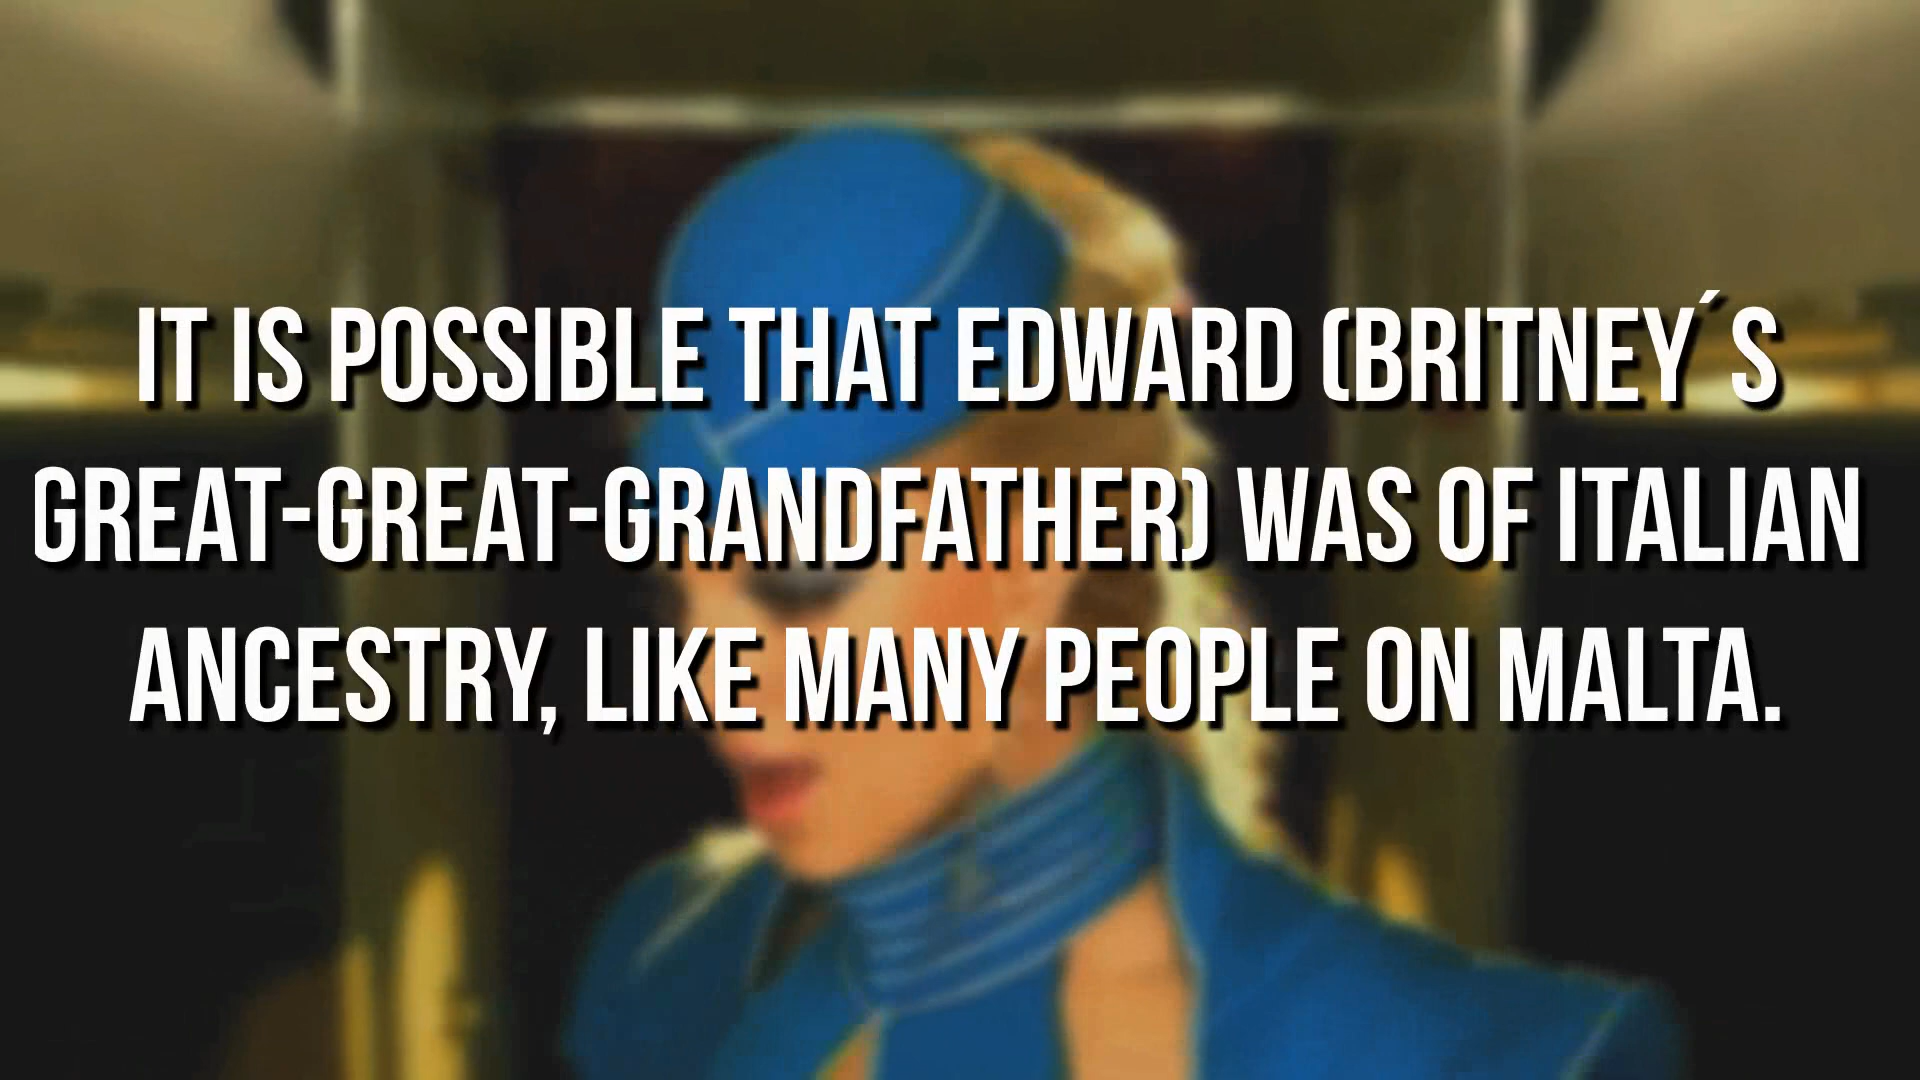 IT IS POSSIBLE THAT EDWARD (BRITNEY´S
GREAT-GREAT-GRANDFATHER) WAS OF ITALIAN
ANCESTRY, LIKE MANY PEOPLE ON MALTA.